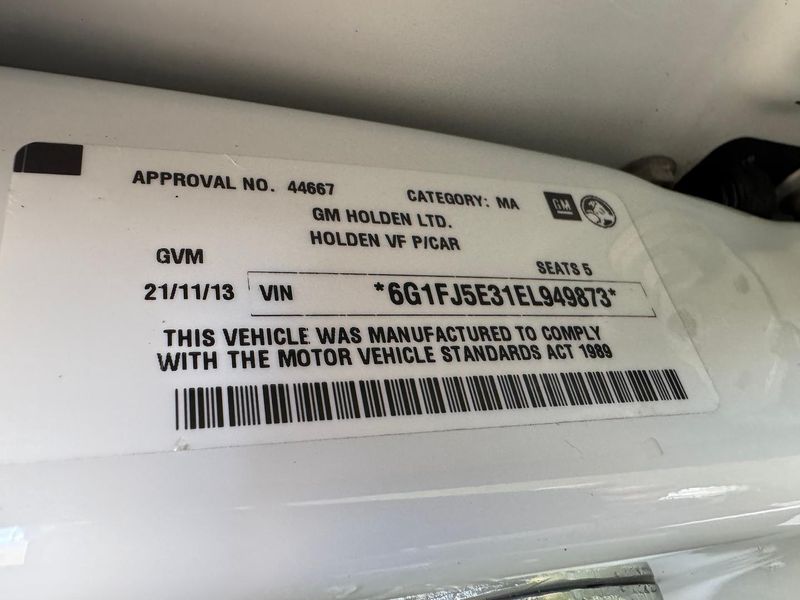 APPROVAL NO. 44667 CATEGORY: MA GM
GM HOLDEN LTD.
HOLDEN VF P/CAR
GVM SEATS 5
21/11/13 VIN *6G1FJ5E31EL949873*
THIS VEHICLE WAS MANUFACTURED TO COMPLY
WITH THE MOTOR VEHICLE STANDARDS ACT 1989